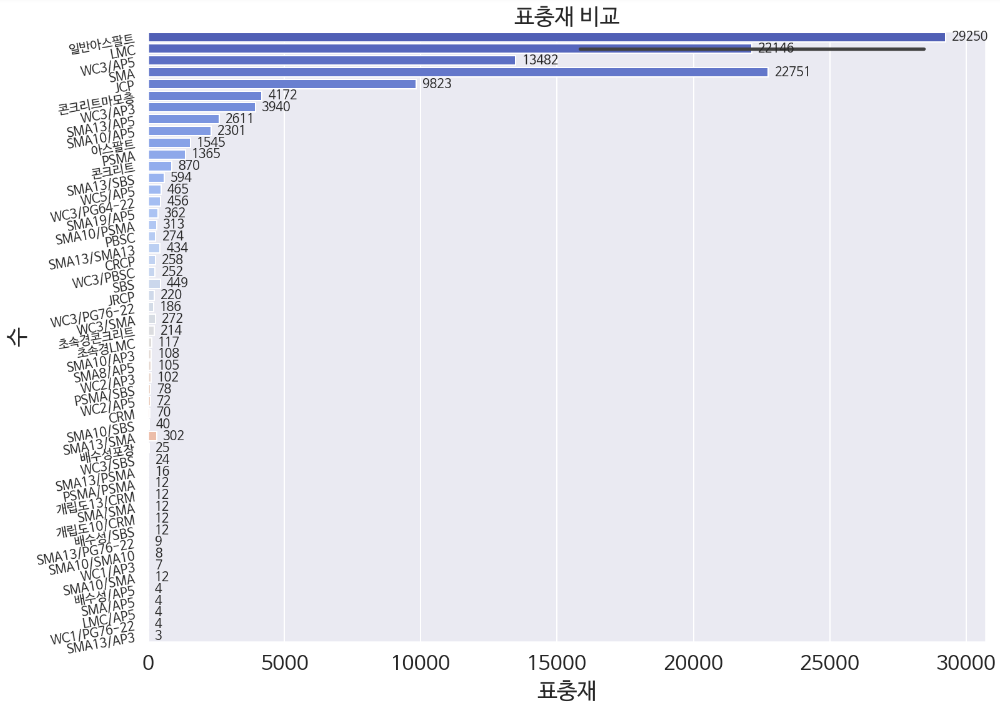 표층재 비교
일반아스팔트 29250
LMC 22146
WC3/AP5 13482
SMA 22751
JCP 9823
콘크리트마모층 4172
WC3/AP3 3940
SMA13/AP5 2611
SMA10/AP5 2301
아스팔트 1545
PSMA 1365
콘크리트 870
SMA13/SBS 594
WC5/AP5 465
WC3/PG64-22 456
SMA19/AP5 362
SMA10/PSMA 313
PBSC 274
SMA13/SMA13 434
CRCP 258
WC3/PBSC 252
SBS 449
JRCP 220
WC3/PG76-22 186
WC3/SMA 272
초속경콘크리트 214
초속경LMC 117
SMA10/AP3 108
SMA8/AP5 105
WC2/AP3 102
PSMA/SBS 78
WC2/AP5 72
CRM 70
SMA10/SBS 40
SMA13/SMA 302
배수성포장 25
WC3/SBS 24
SMA13/PSMA 16
PSMA/PSMA 12
개립도13/CRM 12
SMA/SMA 12
개립도10/CRM 12
배수성/SBS 12
SMA13/PG76-22 9
SMA10/SMA10 8
WC1/AP3 7
SMA10/SMA 12
배수성/AP5 4
SMA/AP5 4
LMC/AP5 4
WC1/PG76-22 4
SMA13/AP3 3
수
0 5000 10000 15000 20000 25000 30000
표층재